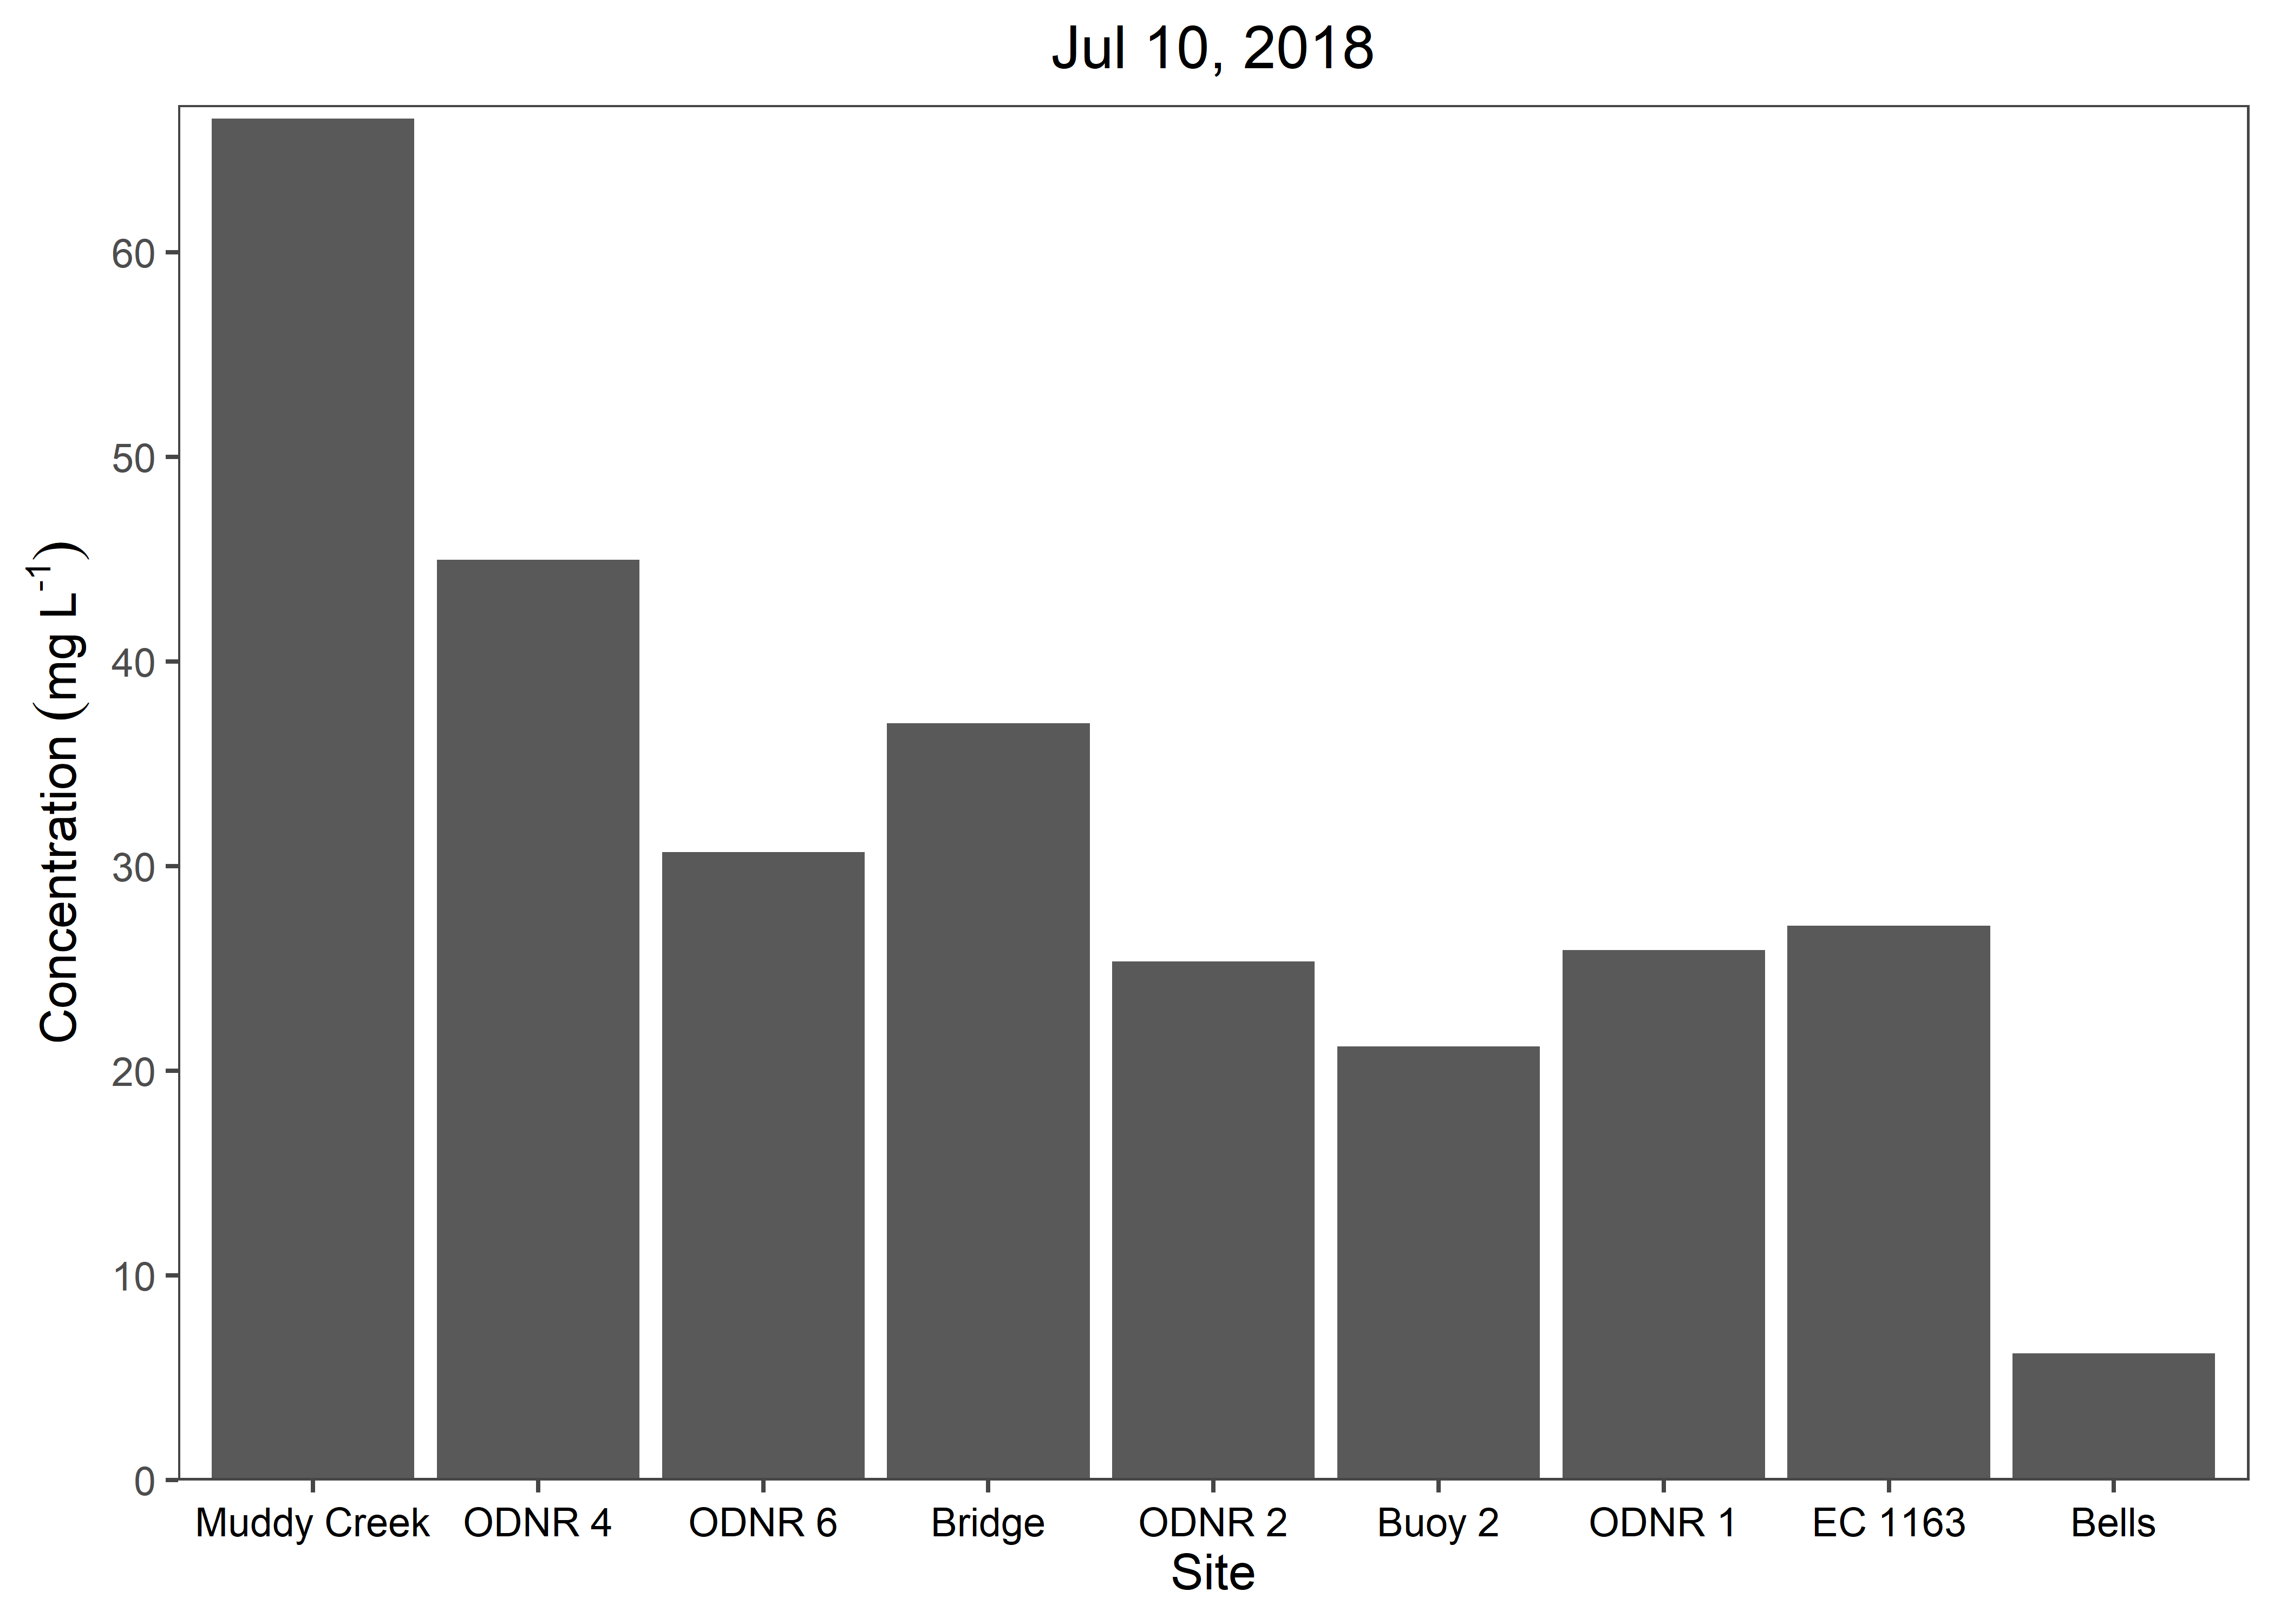 Jul 10, 2018
Concentration (mg L⁻¹)
60
50
40
30
20
10
0
Muddy Creek ODNR 4 ODNR 6 Bridge ODNR 2 Buoy 2 ODNR 1 EC 1163 Bells
Site